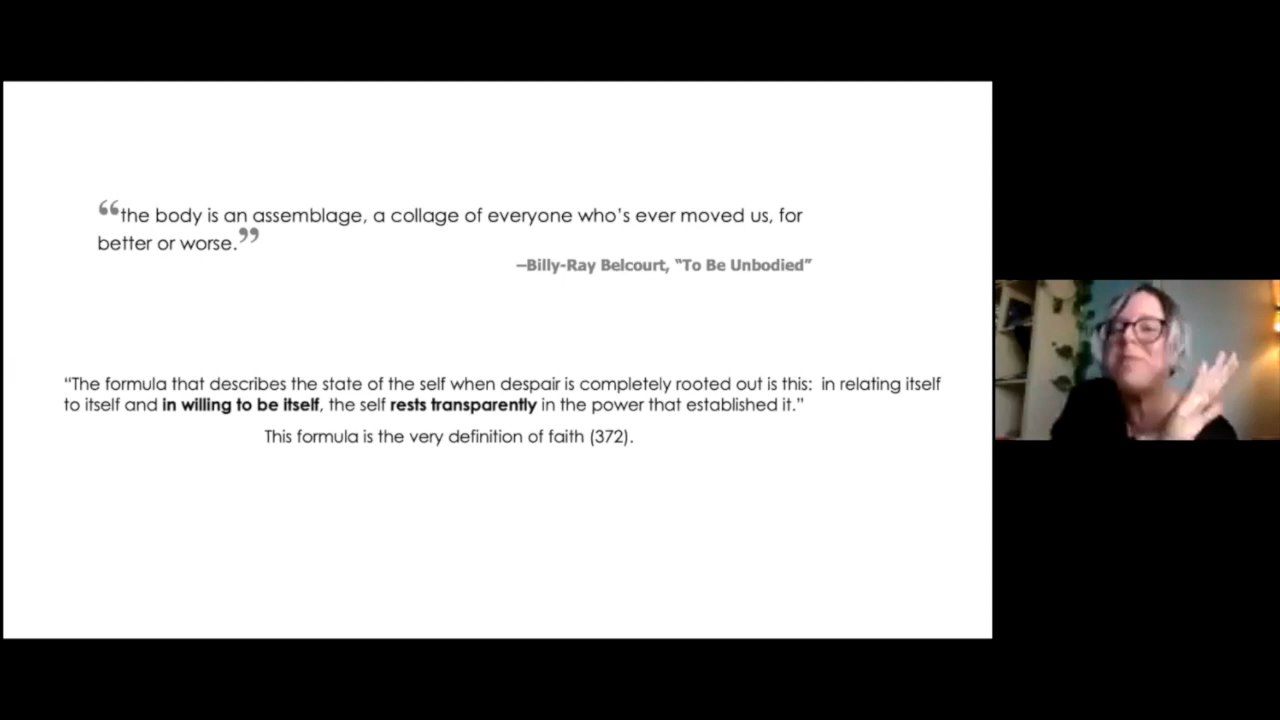 “the body is an assemblage, a collage of everyone who’s ever moved us, for
better or worse.”
–Billy-Ray Belcourt, “To Be Unbodied”
“The formula that describes the state of the self when despair is completely rooted out is this:  in relating itself
to itself and in willing to be itself, the self rests transparently in the power that established it.”
This formula is the very definition of faith (372).